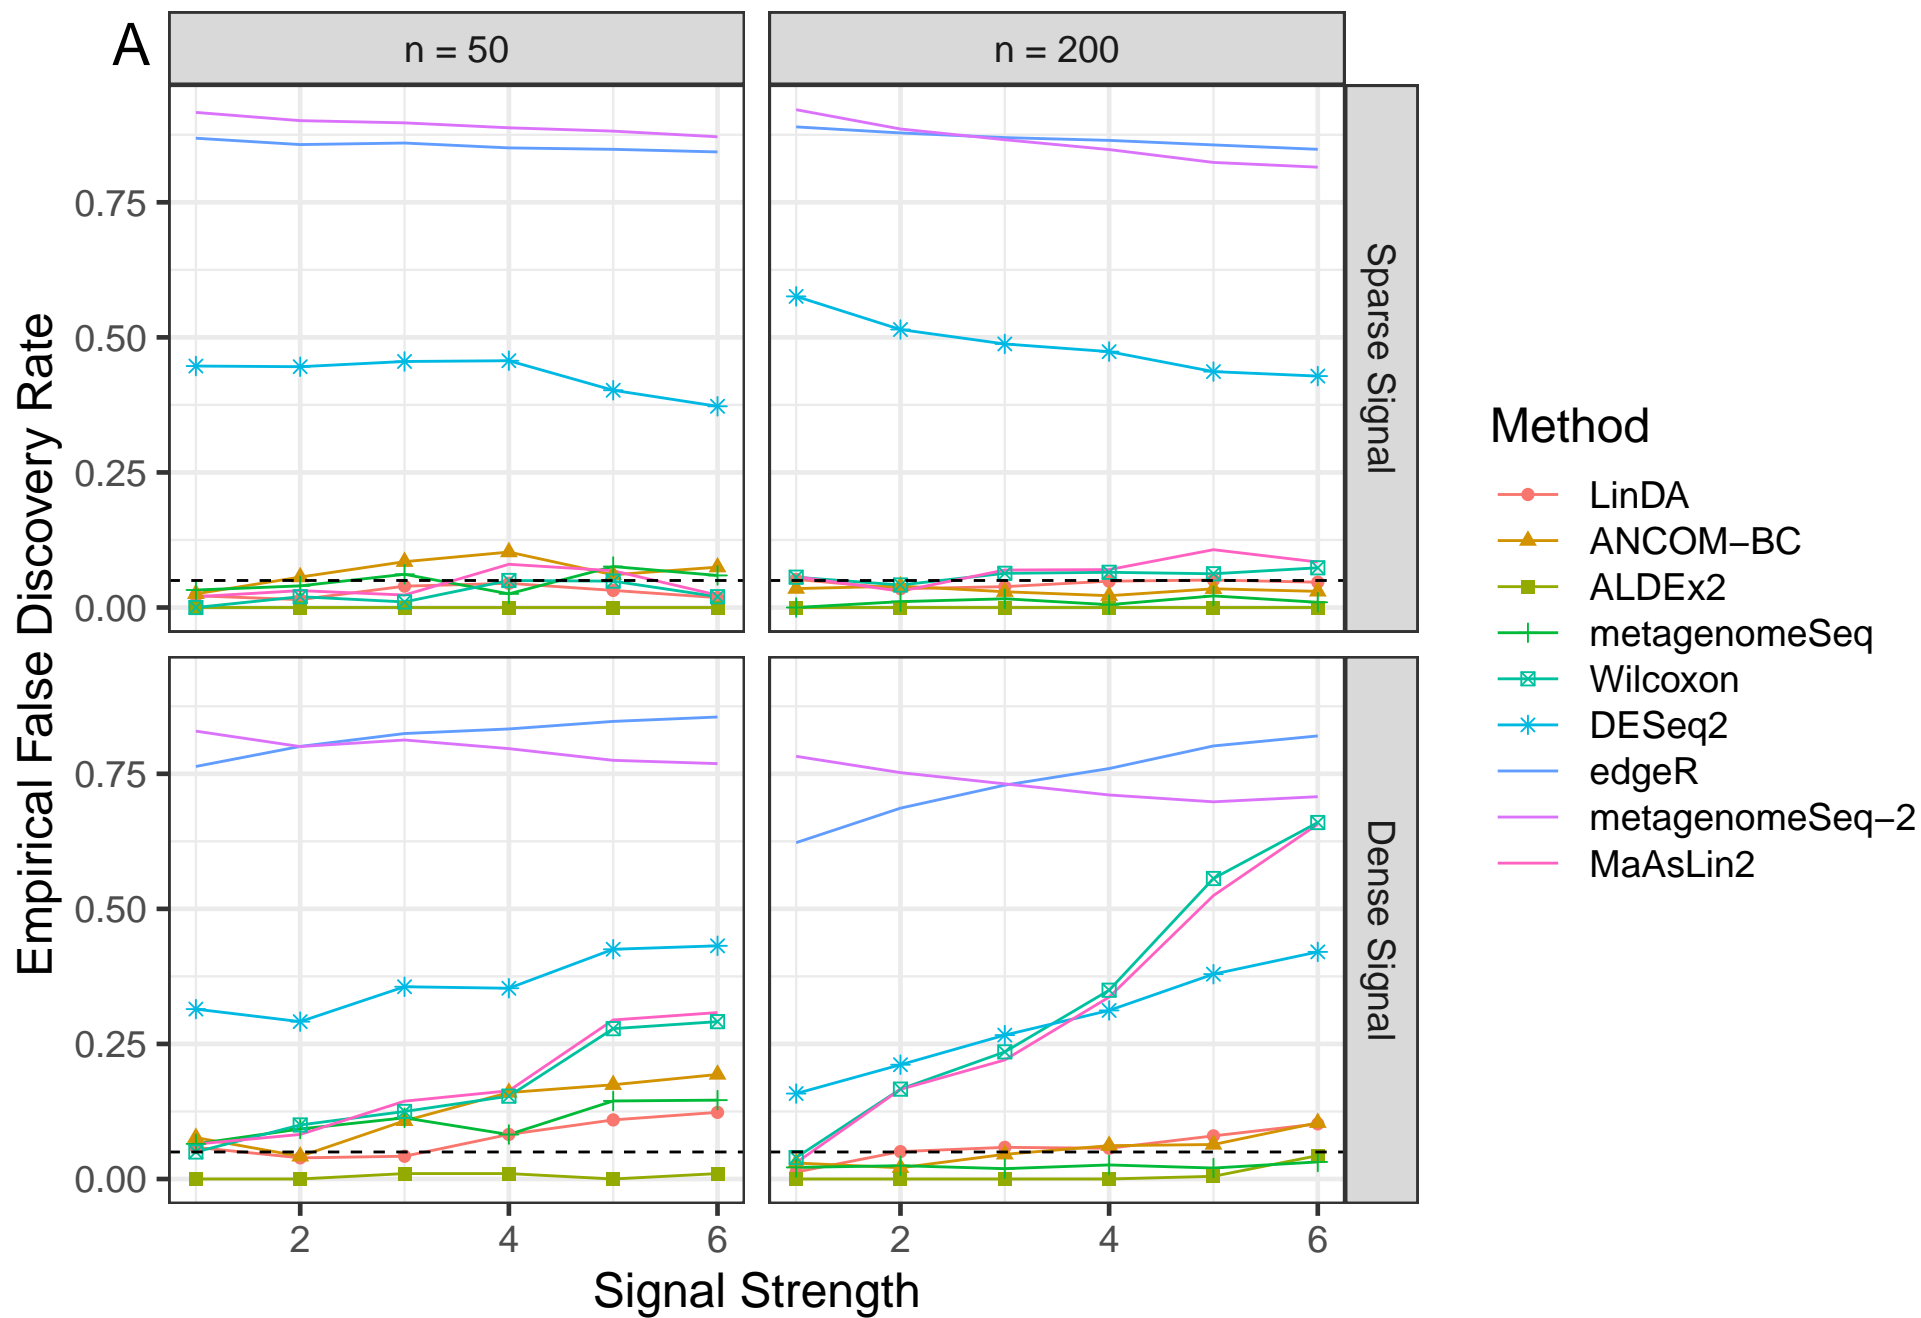 A
n = 50
n = 200
Empirical False Discovery Rate
0.75
0.50
0.25
0.00
Sparse Signal
0.75
0.50
0.25
0.00
Dense Signal
2
4
6
2
4
6
Signal Strength
Method
LinDA
ANCOM−BC
ALDEx2
metagenomeSeq
Wilcoxon
DESeq2
edgeR
metagenomeSeq−2
MaAsLin2